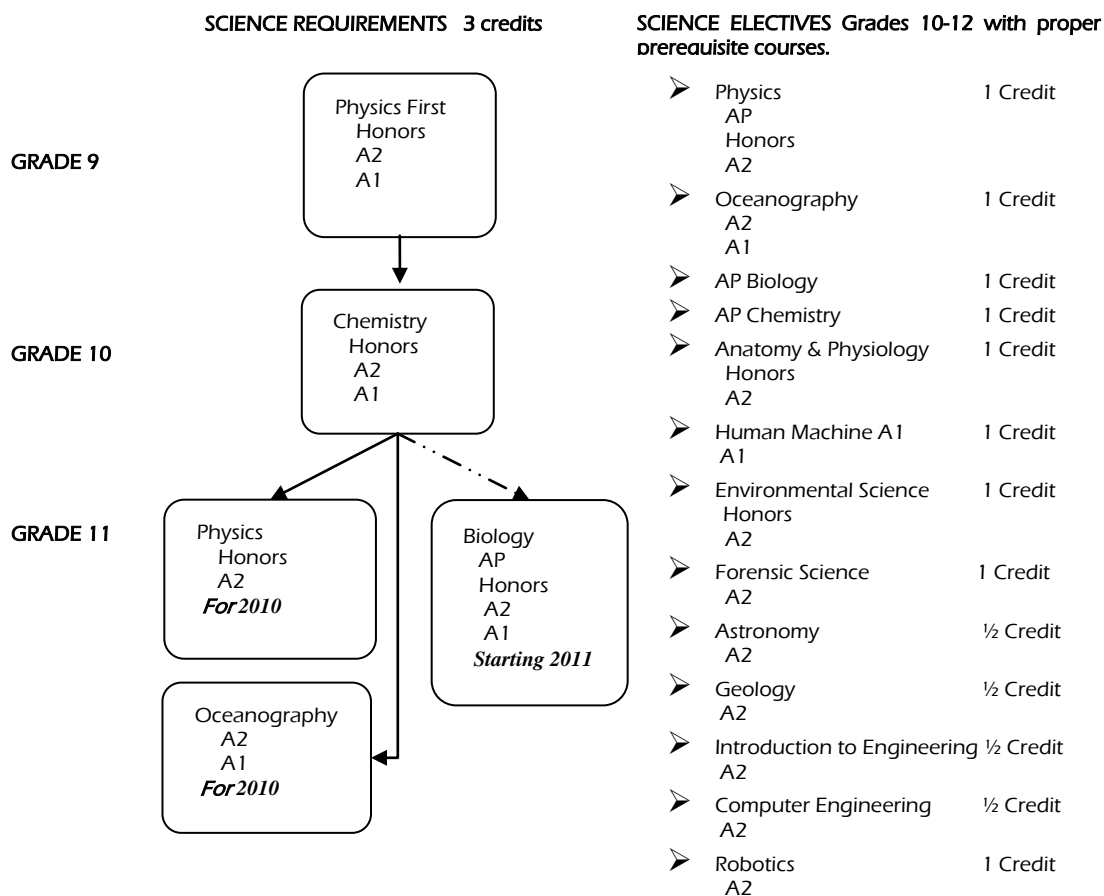 SCIENCE REQUIREMENTS 3 credits
GRADE 9
Physics First
Honors
A2
A1
GRADE 10
Chemistry
Honors
A2
A1
GRADE 11
Physics
Honors
A2
For 2010
Biology
AP
Honors
A2
A1
Starting 2011
Oceanography
A2
A1
For 2010
SCIENCE ELECTIVES Grades 10-12 with proper
prerequisite courses.
➢ Physics 1 Credit
AP
Honors
A2
➢ Oceanography 1 Credit
A2
A1
➢ AP Biology 1 Credit
➢ AP Chemistry 1 Credit
➢ Anatomy & Physiology 1 Credit
Honors
A2
➢ Human Machine A1 1 Credit
A1
➢ Environmental Science 1 Credit
Honors
A2
➢ Forensic Science 1 Credit
A2
➢ Astronomy ½ Credit
A2
➢ Geology ½ Credit
A2
➢ Introduction to Engineering ½ Credit
A2
➢ Computer Engineering ½ Credit
A2
➢ Robotics 1 Credit
A2